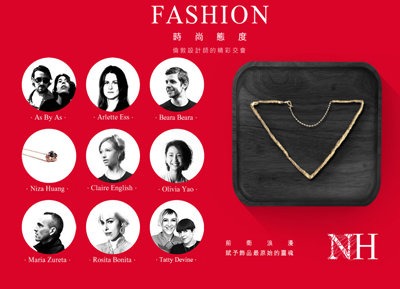 FASHION
時尚態度
倫敦設計師的精彩交會
· As By As ·
· Arlette Ess ·
· Beara Beara ·
· Niza Huang ·
· Claire English ·
· Olivia Yao ·
· Maria Zureta ·
· Rosita Bonita ·
· Tatty Devine ·
前衛浪漫
賦予飾品最原始的靈魂
NH